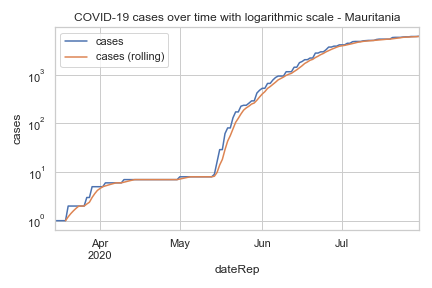 COVID-19 cases over time with logarithmic scale - Mauritania
cases
cases (rolling)
cases
10³
10²
10¹
10⁰
Apr
2020
May
Jun
Jul
dateRep